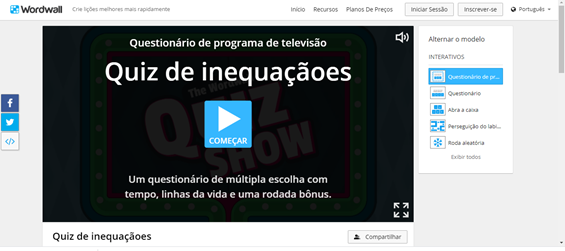 Wordwall Crie lições melhores mais rapidamente Início Recursos Planos De Preços Iniciar Sessão Inscrever-se Português
Questionário de programa de televisão
Quiz de inequaçãoes
COMEÇAR
Um questionário de múltipla escolha com
tempo, linhas da vida e uma rodada bônus.
Quiz de inequaçãoes Compartilhar
Alternar o modelo
INTERATIVOS
Questionário de pr...
Questionário
Abra a caixa
Perseguição do labi...
Roda aleatória
Exibir todos
QUIZ
SHOW